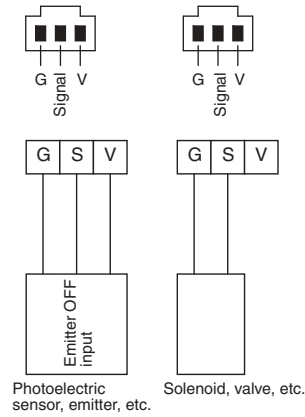 G Signal V
G Signal V
G S V
G S V
Emitter OFF
input
Photoelectric
sensor, emitter, etc.
Solenoid, valve, etc.